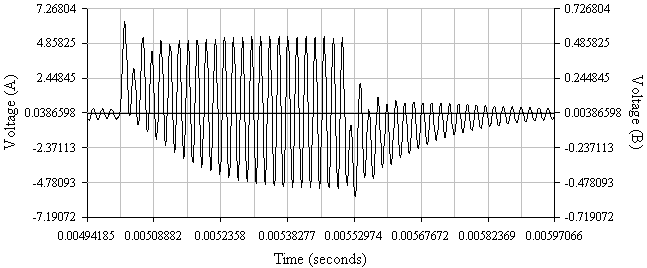 7.26804 0.726804
4.85825 0.485825
2.44845 0.244845
0.0386598 0.00386598
-2.37113 -0.237113
-4.78093 -0.478093
-7.19072 -0.719072
Voltage (A)
Voltage (B)
0.00494185 0.00508882 0.0052358 0.00538277 0.00552974 0.00567672 0.00582369 0.00597066
Time (seconds)